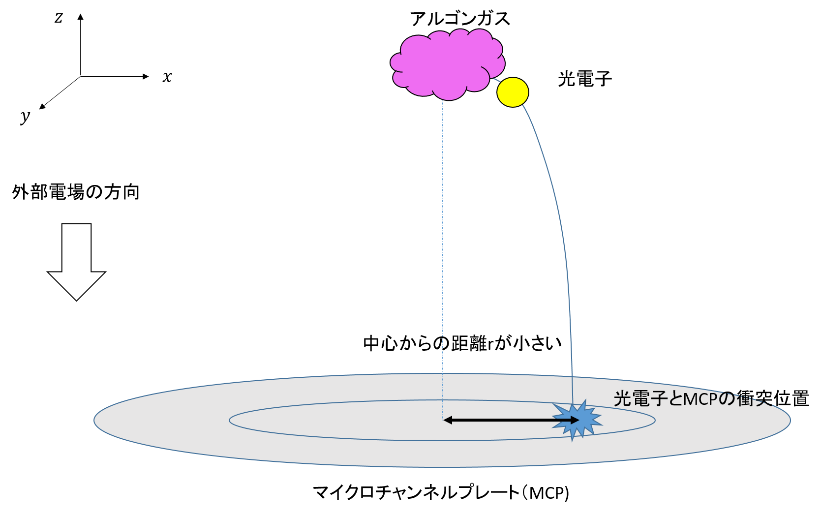 アルゴンガス
z
x
y
光電子
外部電場の方向
中心からの距離rが小さい
光電子とMCPの衝突位置
マイクロチャンネルプレート(MCP)